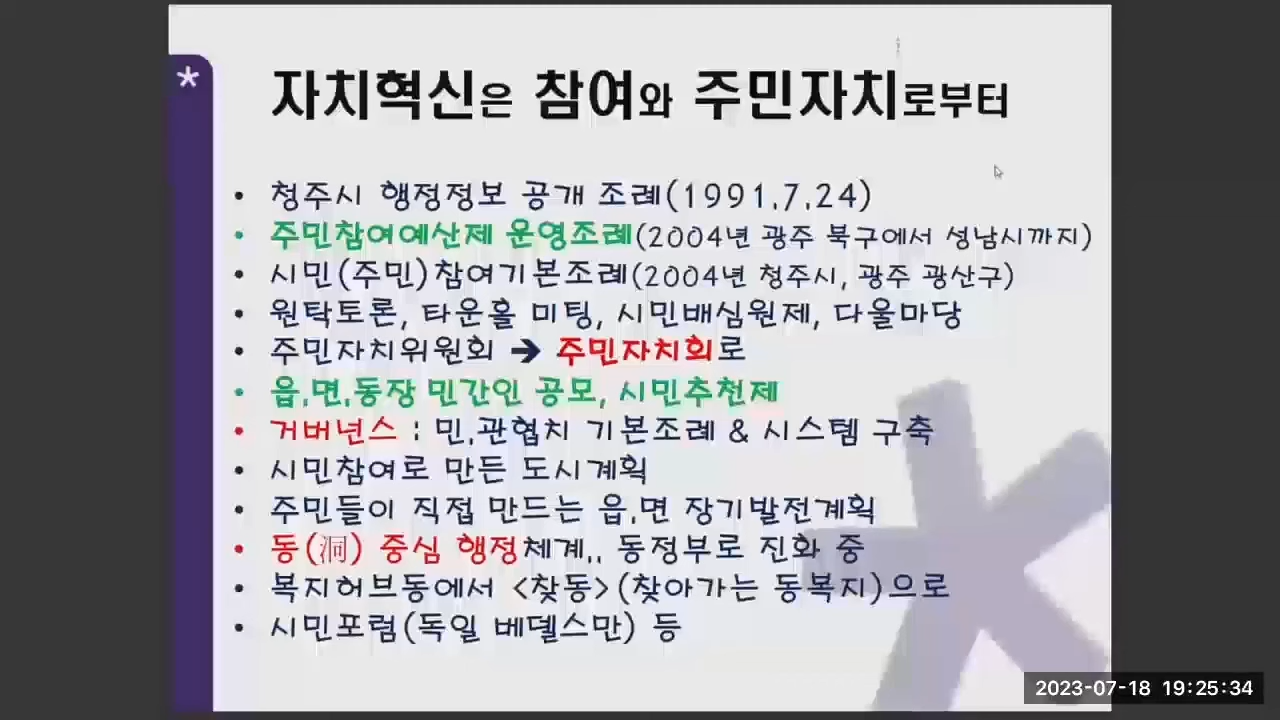 *
자치혁신은 참여와 주민자치로부터
• 청주시 행정정보 공개 조례(1991.7.24)
• 주민참여예산제 운영조례(2004년 광주 북구에서 성남시까지)
• 시민(주민)참여기본조례(2004년 청주시, 광주 광산구)
• 원탁토론, 타운홀 미팅, 시민배심원제, 다울마당
• 주민자치위원회 → 주민자치회로
• 읍.면.동장 민간인 공모, 시민추천제
• 거버넌스 : 민.관협치 기본조례 & 시스템 구축
• 시민참여로 만든 도시계획
• 주민들이 직접 만드는 읍.면 장기발전계획
• 동(洞) 중심 행정체계.. 동정부로 진화 중
• 복지허브동에서 <찾동>(찾아가는 동복지)으로
• 시민포럼(독일 베델스만) 등
2023-07-18 19:25:34